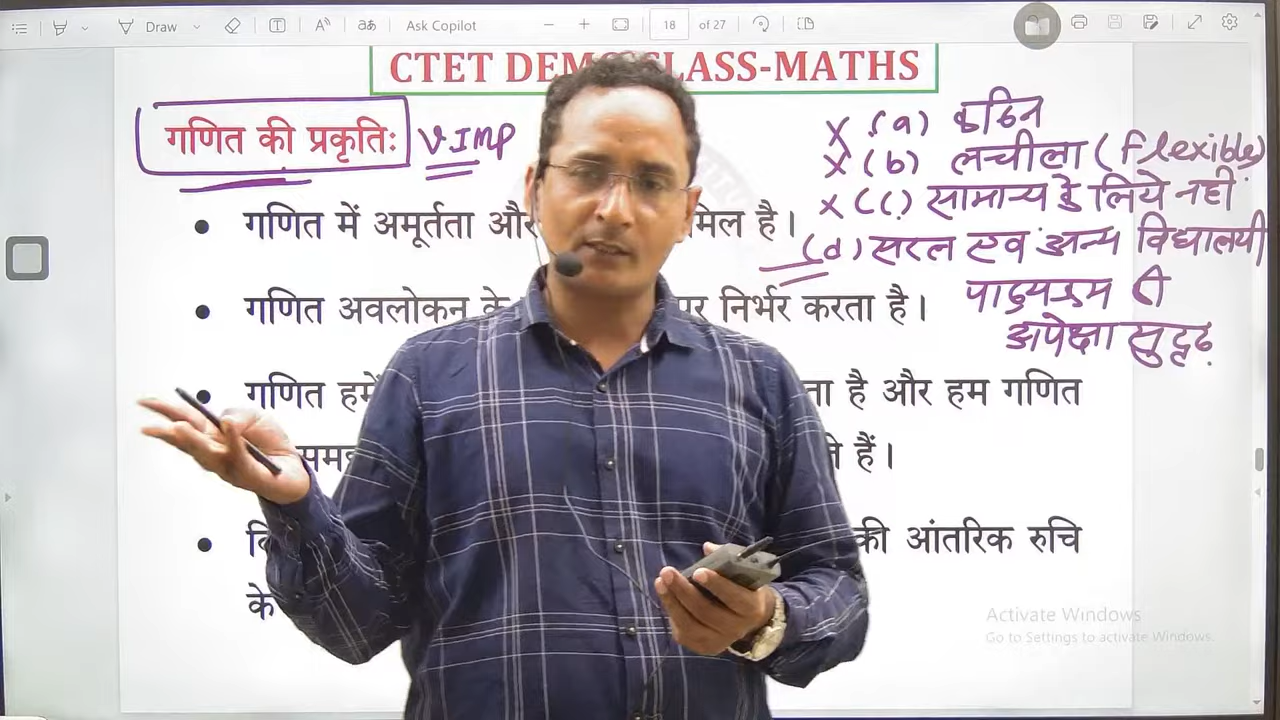 Draw
Ask Copilot
18 of 27
CTET DEMO CLASS-MATHS
गणित की प्रकृतिः V.IMP
• गणित में अमूर्तता और मिल है।
• गणित अवलोकन के पर निर्भर करता है।
• गणित हमें ता है और हम गणित
समझ ते हैं।
• की आंतरिक रुचि
के
X (a) कठिन
X (b) लचीला (flexible)
X (c) सामान्य के लिये नही
(d) सरल एवं अन्य विद्यालयी
पाठ्यक्रम की
अपेक्षा सुदृढ़
Activate Windows
Go to Settings to activate Windows.